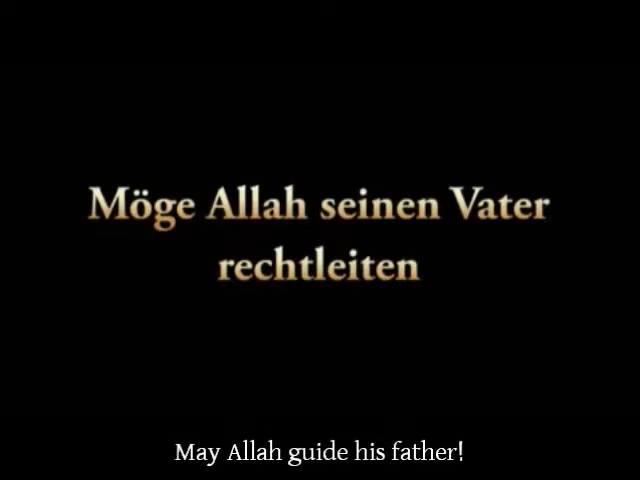 Möge Allah seinen Vater
rechtleiten
May Allah guide his father!